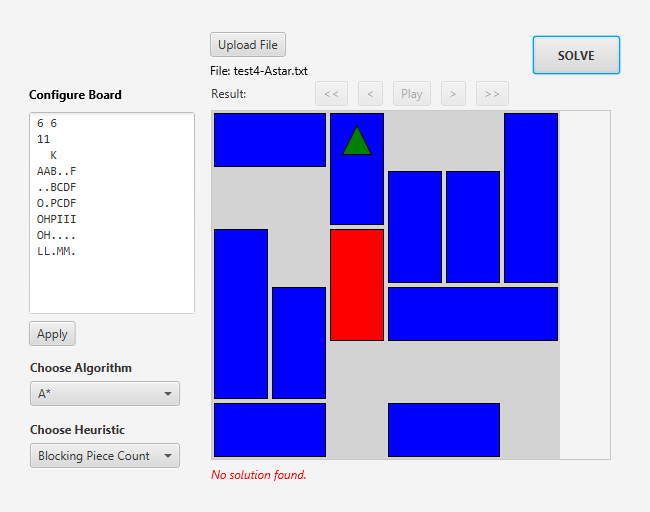 Upload File
SOLVE
File: test4-Astar.txt
Configure Board
Result:
<<
<
Play
>
>>
6 6
11
  K
AAB..F
..BCDF
O.PCDF
OHPIII
OH....
LL.MM.
Apply
Choose Algorithm
A*
Choose Heuristic
Blocking Piece Count
No solution found.